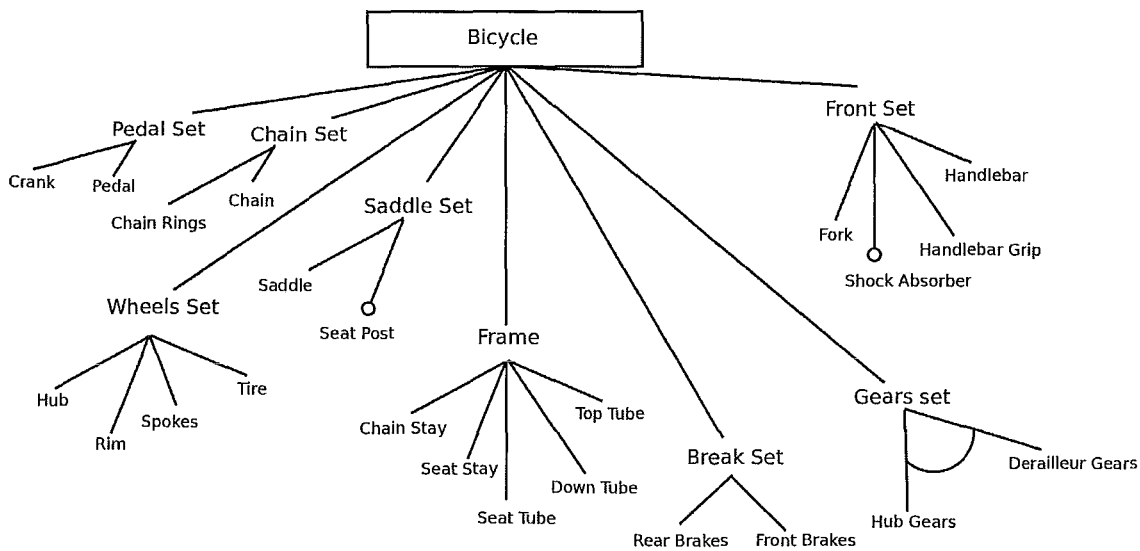 Bicycle
Pedal Set
Crank
Pedal
Chain Set
Chain Rings
Chain
Wheels Set
Hub
Rim
Spokes
Tire
Saddle Set
Saddle
Seat Post
Frame
Chain Stay
Seat Stay
Seat Tube
Down Tube
Top Tube
Break Set
Rear Brakes
Front Brakes
Gears set
Hub Gears
Derailleur Gears
Front Set
Fork
Shock Absorber
Handlebar Grip
Handlebar